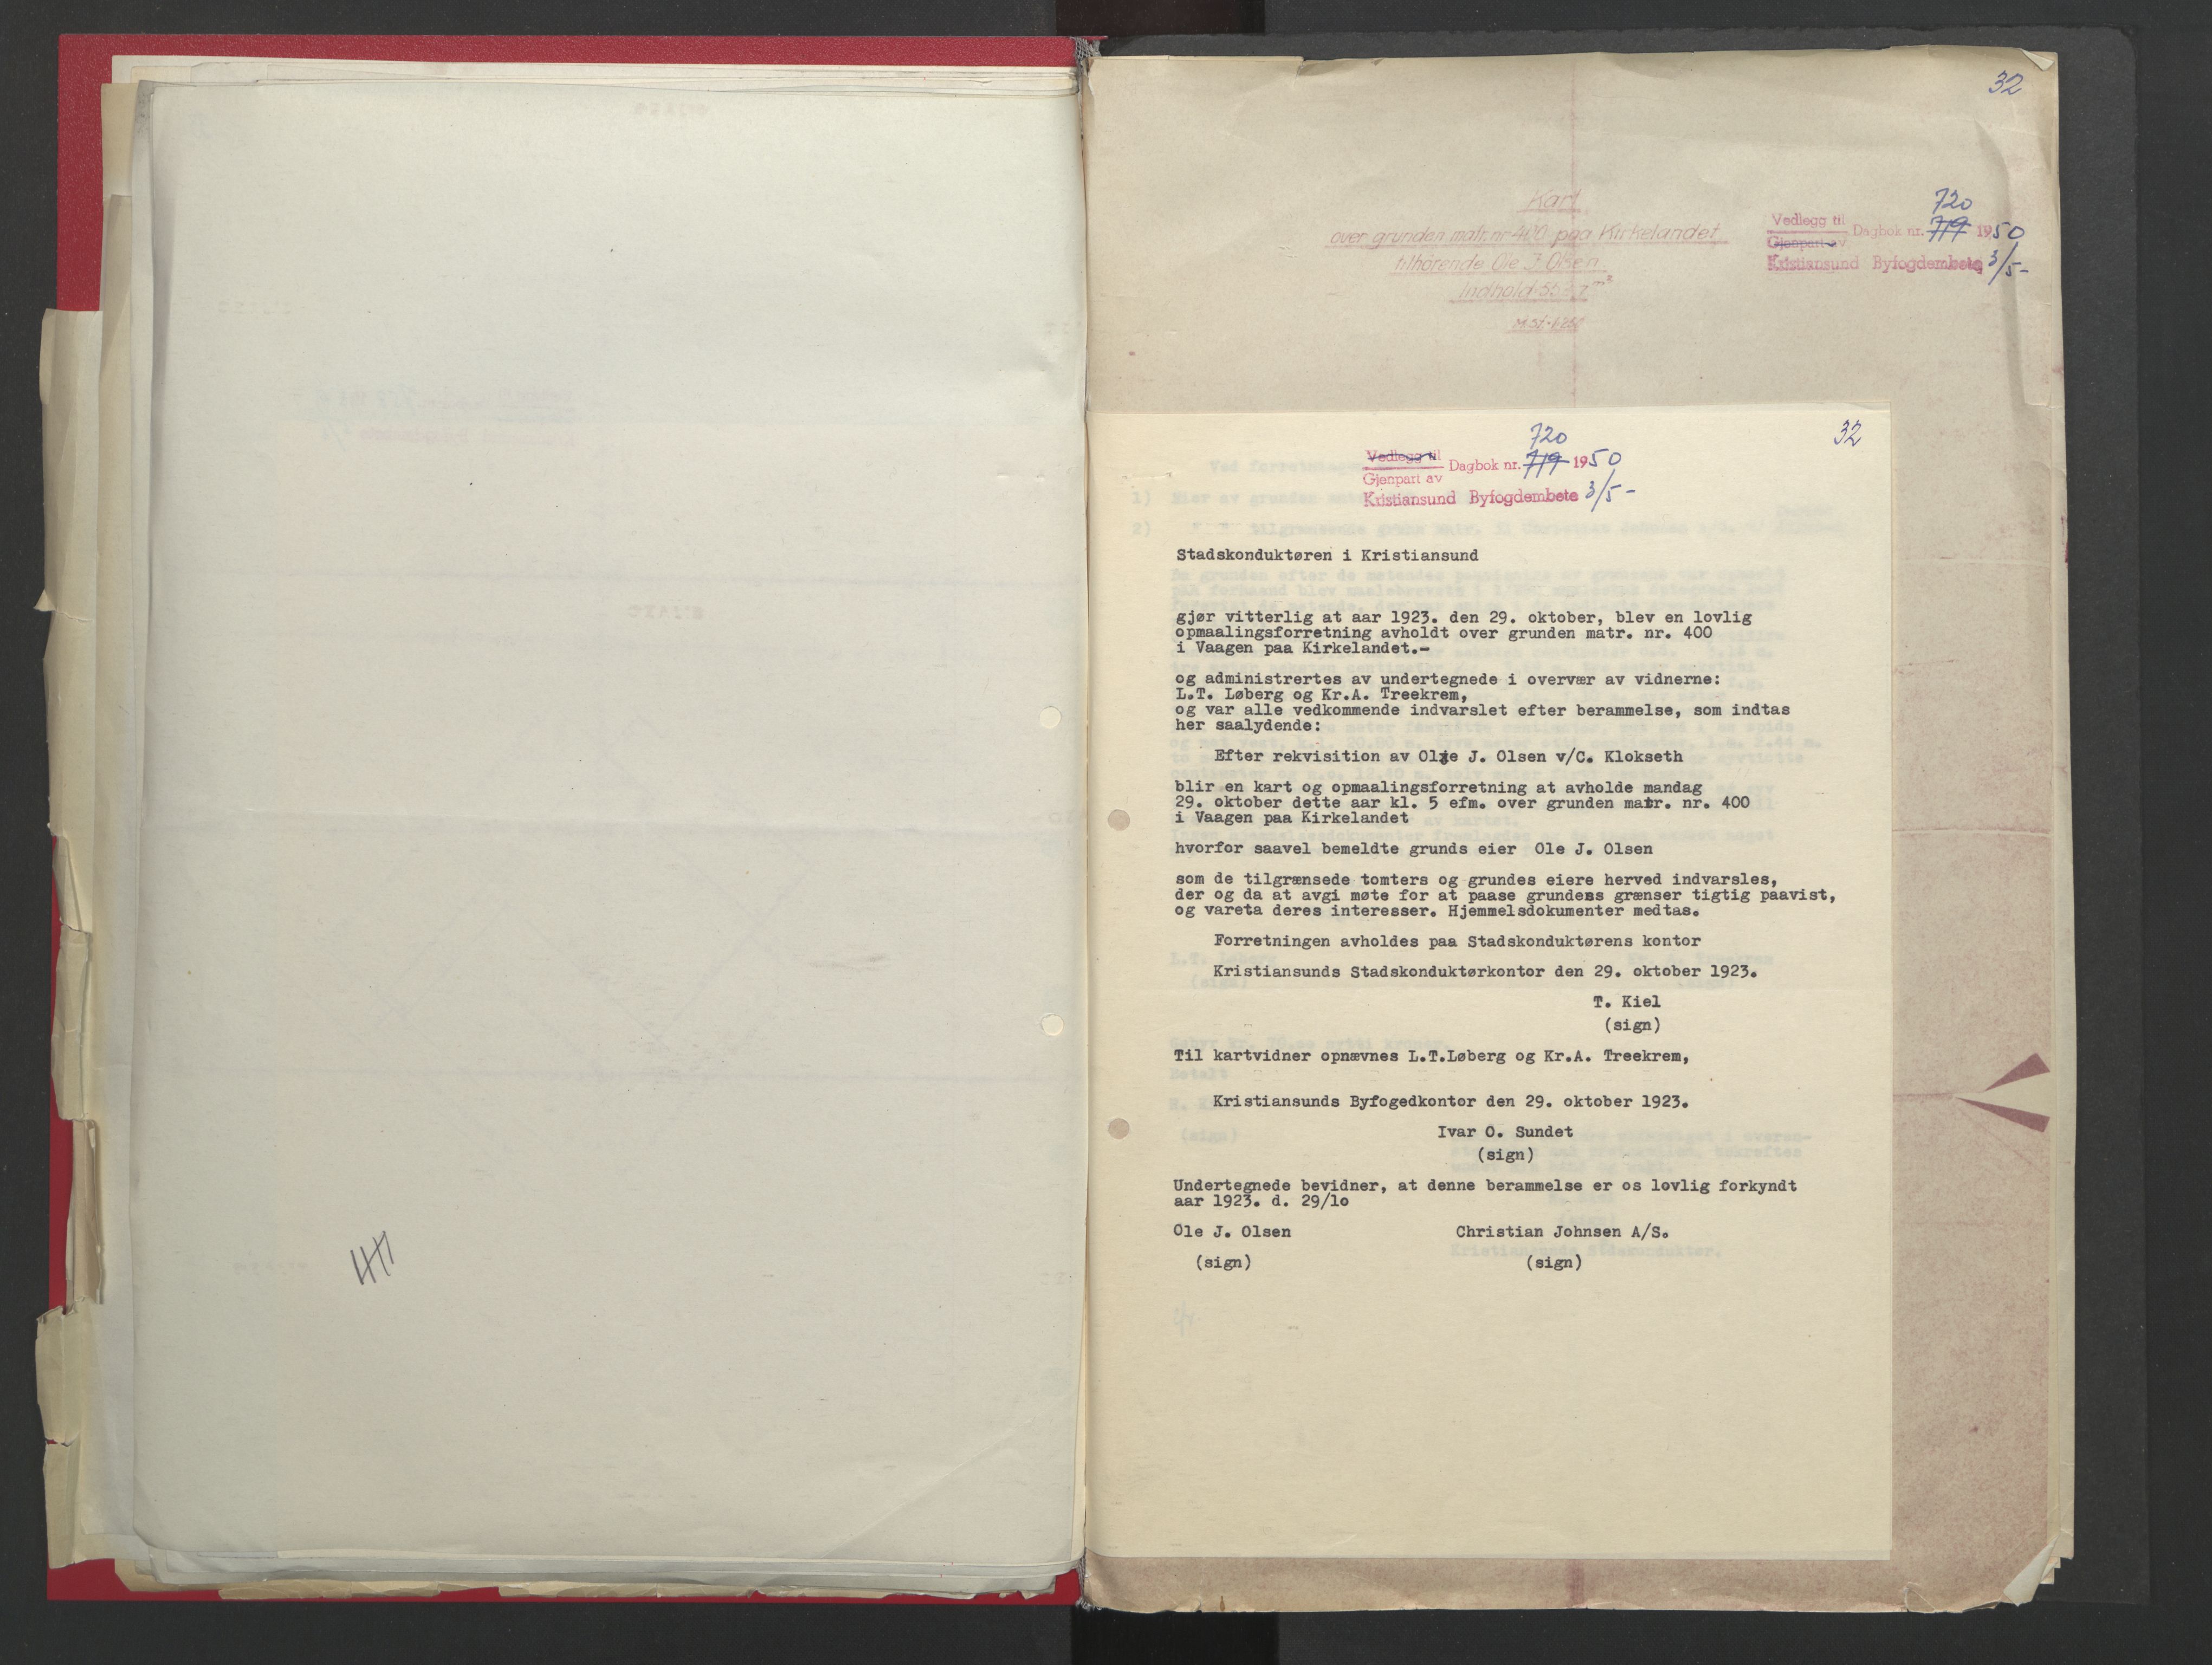 32
Kart
over grunden matr. nr 400 paa Kirkelandet
tilhörende Ole J. Olsen.
Indhold
720
Vedlegg til
Gjenpart av
Dagbok nr. 719 1950
Kristiansund Byfogdembete 3/5-
32
720
Vedlegg til
Gjenpart av
Dagbok nr. 719 1950
Kristiansund Byfogdembete 3/5-
Stadskonduktøren i Kristiansund
gjør vitterlig at aar 1923. den 29. oktober, blev en lovlig
opmaalingsforretning avholdt over grunden matr. nr. 400
i Vaagen paa Kirkelandet.-
og administrertes av undertegnede i overvær av vidnerne:
L.T. Løberg og Kr.A. Treekrem,
og var alle vedkommende indvarslet efter berammelse, som indtas
her saalydende:
Efter rekvisition av Ole J. Olsen v/C. Klokseth
blir en kart og opmaalingsforretning at avholde mandag
29. oktober dette aar kl. 5 efm. over grunden matr. nr. 400
i Vaagen paa Kirkelandet
hvorfor saavel bemeldte grunds eier Ole J. Olsen
som de tilgrænsede tomters og grundes eiere herved indvarsles,
der og da at avgi møte for at paase grundens grænser tigtig paavist,
og vareta deres interesser. Hjemmelsdokumenter medtas.
Forretningen avholdes paa Stadskonduktørens kontor
Kristiansunds Stadskonduktørkontor den 29. oktober 1923.
T. Kiel
(sign)
Til kartvidner opnævnes L.T.Løberg og Kr.A. Treekrem,
Kristiansunds Byfogedkontor den 29. oktober 1923.
Ivar O. Sundet
(sign)
Undertegnede bevidner, at denne berammelse er os lovlig forkyndt
aar 1923. d. 29/1o
Ole J. Olsen Christian Johnsen A/S.
(sign) (sign)